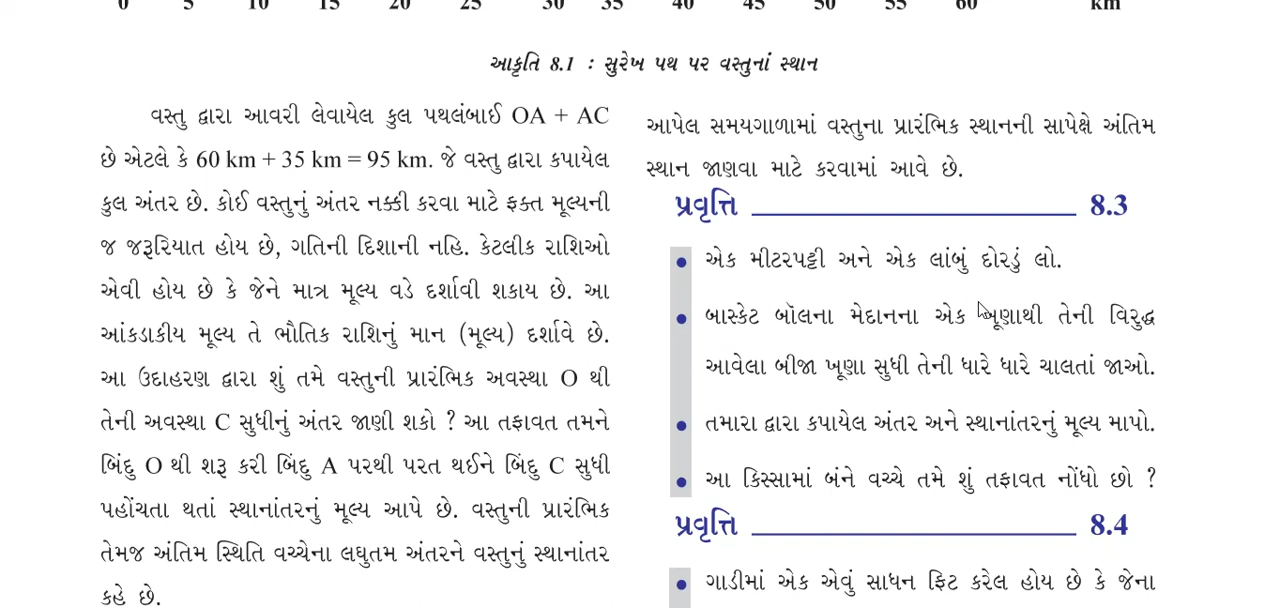 0 5 10 15 20 25 30 35 40 45 50 55 60 km
આકૃતિ 8.1 : સુરેખ પથ પર વસ્તુનાં સ્થાન
વસ્તુ દ્વારા આવરી લેવાયેલ કુલ પથલંબાઈ OA + AC
છે એટલે કે 60 km + 35 km = 95 km. જે વસ્તુ દ્વારા કપાયેલ
કુલ અંતર છે. કોઈ વસ્તુનું અંતર નક્કી કરવા માટે ફક્ત મૂલ્યની
જ જરૂરિયાત હોય છે, ગતિની દિશાની નહિ. કેટલીક રાશિઓ
એવી હોય છે કે જેને માત્ર મૂલ્ય વડે દર્શાવી શકાય છે. આ
આંકડાકીય મૂલ્ય તે ભૌતિક રાશિનું માન (મૂલ્ય) દર્શાવે છે.
આ ઉદાહરણ દ્વારા શું તમે વસ્તુની પ્રારંભિક અવસ્થા O થી
તેની અવસ્થા C સુધીનું અંતર જાણી શકો ? આ તફાવત તમને
બિંદુ O થી શરૂ કરી બિંદુ A પરથી પરત થઈને બિંદુ C સુધી
પહોંચતા થતાં સ્થાનાંતરનું મૂલ્ય આપે છે. વસ્તુની પ્રારંભિક
તેમજ અંતિમ સ્થિતિ વચ્ચેના લઘુતમ અંતરને વસ્તુનું સ્થાનાંતર
કહે છે.
આપેલ સમયગાળામાં વસ્તુના પ્રારંભિક સ્થાનની સાપેક્ષે અંતિમ
સ્થાન જાણવા માટે કરવામાં આવે છે.
પ્રવૃત્તિ 8.3
• એક મીટરપટ્ટી અને એક લાંબું દોરડું લો.
• બાસ્કેટ બૉલના મેદાનના એક ખૂણાથી તેની વિરુદ્ધ
આવેલા બીજા ખૂણા સુધી તેની ધારે ધારે ચાલતાં જાઓ.
• તમારા દ્વારા કપાયેલ અંતર અને સ્થાનાંતરનું મૂલ્ય માપો.
• આ કિસ્સામાં બંને વચ્ચે તમે શું તફાવત નોંધો છો ?
પ્રવૃત્તિ 8.4
• ગાડીમાં એક એવું સાધન ફિટ કરેલ હોય છે કે જેના